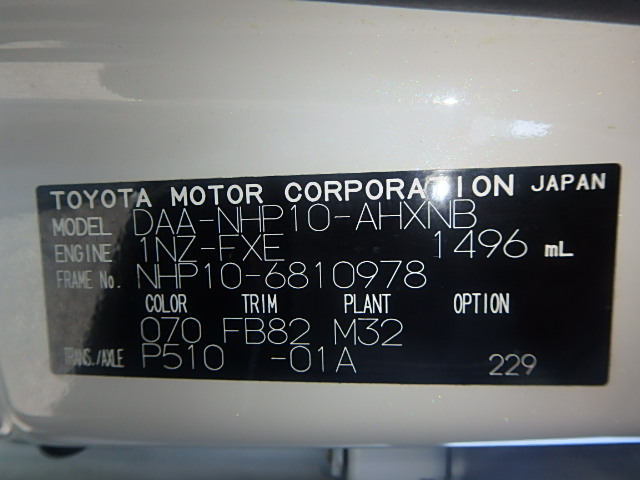 TOYOTA MOTOR CORPORATION JAPAN
MODEL DAA-NHP10-AHXNB
ENGINE 1NZ-FXE 1496 mL
FRAME No. NHP10-6810978
COLOR TRIM PLANT OPTION
070 FB82 M32
TRANS./AXLE P510 -01A 229